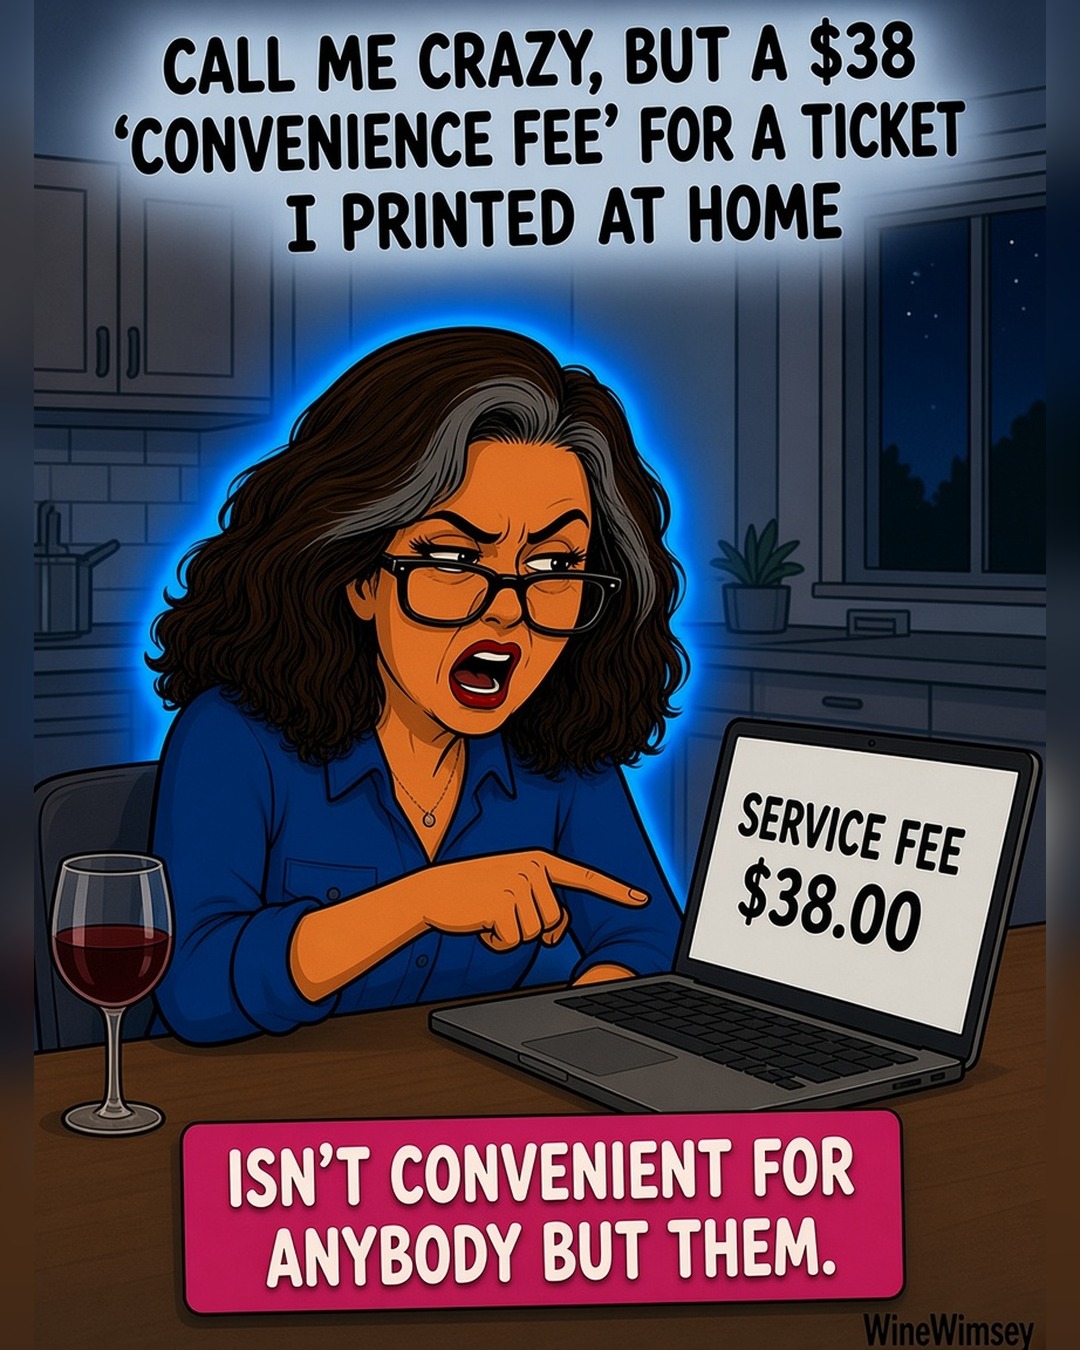 CALL ME CRAZY, BUT A $38
‘CONVENIENCE FEE’ FOR A TICKET
I PRINTED AT HOME
SERVICE FEE
$38.00
ISN’T CONVENIENT FOR
ANYBODY BUT THEM.
WineWimsey